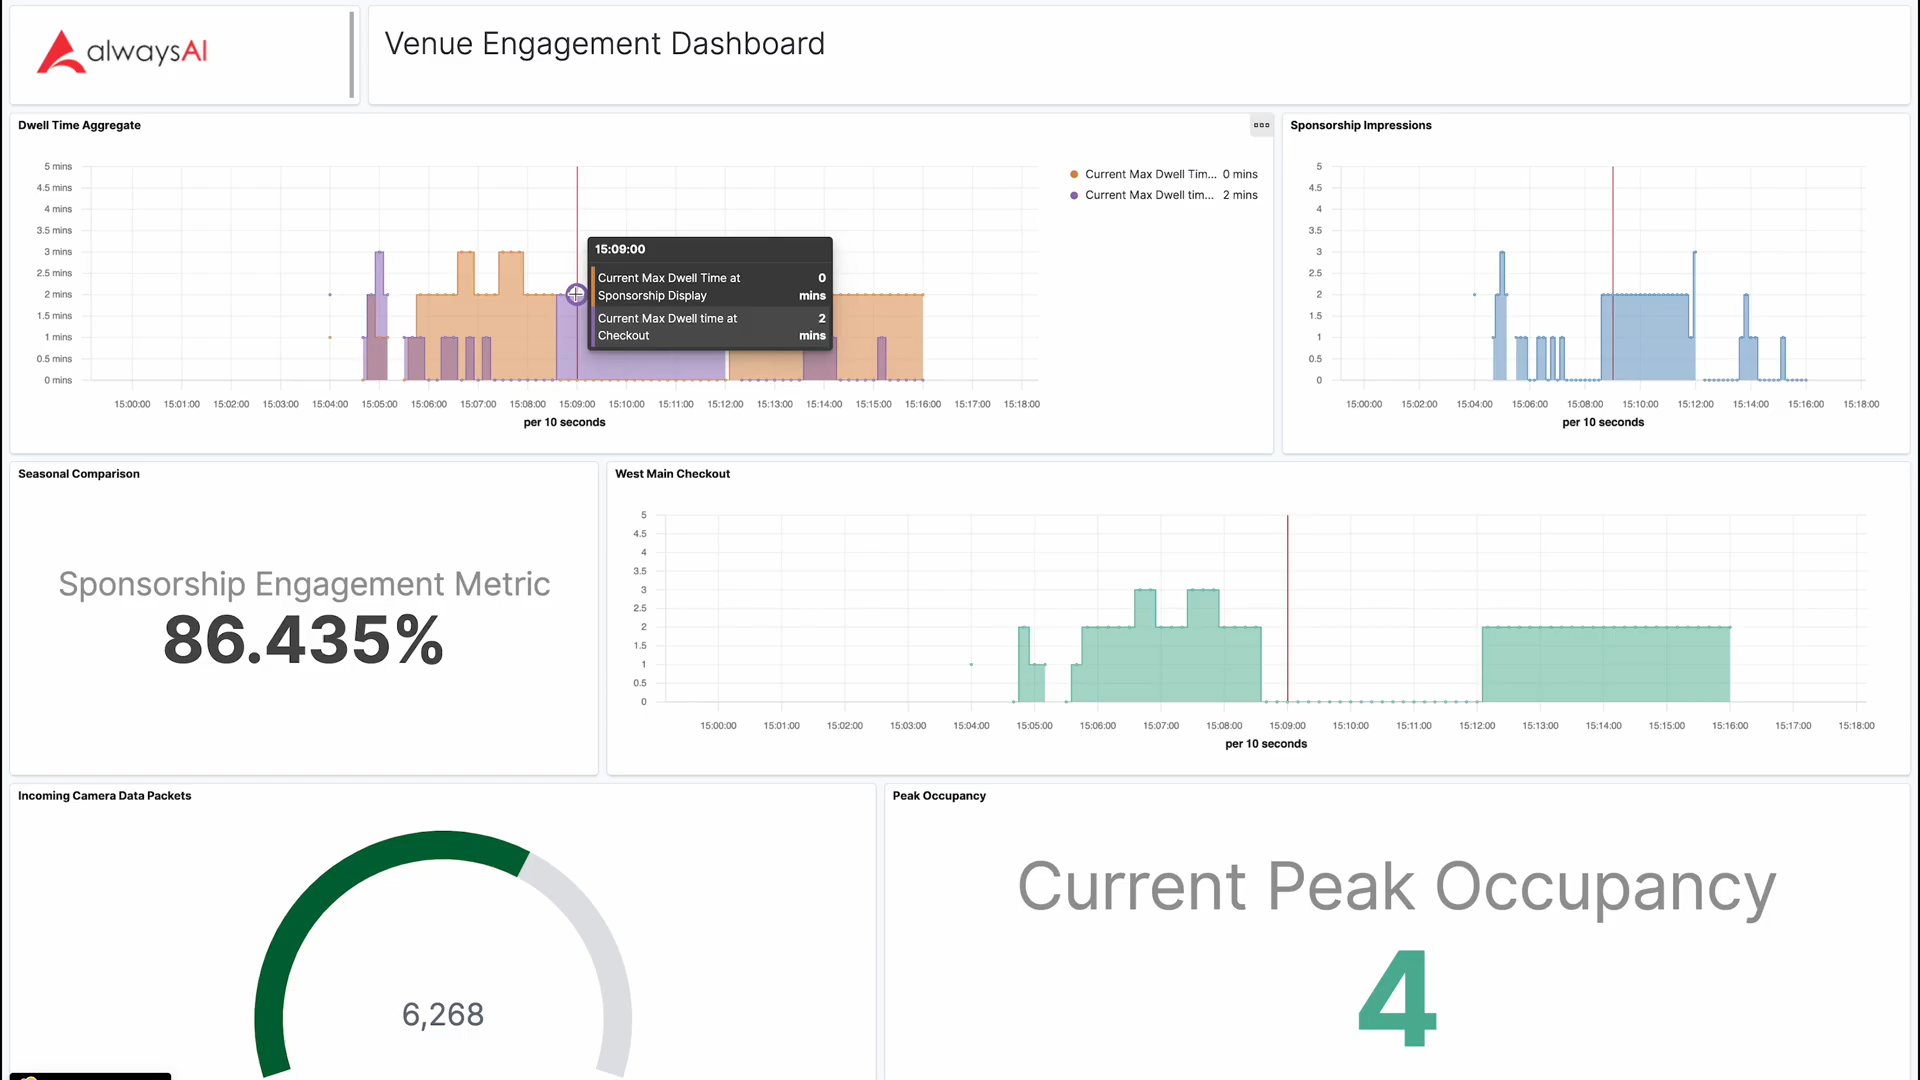 alwaysAI
Venue Engagement Dashboard
Dwell Time Aggregate
5 mins
4.5 mins
4 mins
3.5 mins
3 mins
2.5 mins
2 mins
1.5 mins
1 mins
0.5 mins
0 mins
15:00:00 15:01:00 15:02:00 15:03:00 15:04:00 15:05:00 15:06:00 15:07:00 15:08:00 15:09:00 15:10:00 15:11:00 15:12:00 15:13:00 15:14:00 15:15:00 15:16:00 15:17:00 15:18:00
per 10 seconds
Current Max Dwell Tim... 0 mins
Current Max Dwell tim... 2 mins
15:09:00
Current Max Dwell Time at 0
Sponsorship Display mins
Current Max Dwell time at 2
Checkout mins
Sponsorship Impressions
5
4.5
4
3.5
3
2.5
2
1.5
1
0.5
0
15:00:00 15:02:00 15:04:00 15:06:00 15:08:00 15:10:00 15:12:00 15:14:00 15:16:00 15:18:00
per 10 seconds
Seasonal Comparison
Sponsorship Engagement Metric
86.435%
West Main Checkout
5
4.5
4
3.5
3
2.5
2
1.5
1
0.5
0
15:00:00 15:01:00 15:02:00 15:03:00 15:04:00 15:05:00 15:06:00 15:07:00 15:08:00 15:09:00 15:10:00 15:11:00 15:12:00 15:13:00 15:14:00 15:15:00 15:16:00 15:17:00 15:18:00
per 10 seconds
Incoming Camera Data Packets
6,268
Peak Occupancy
Current Peak Occupancy
4